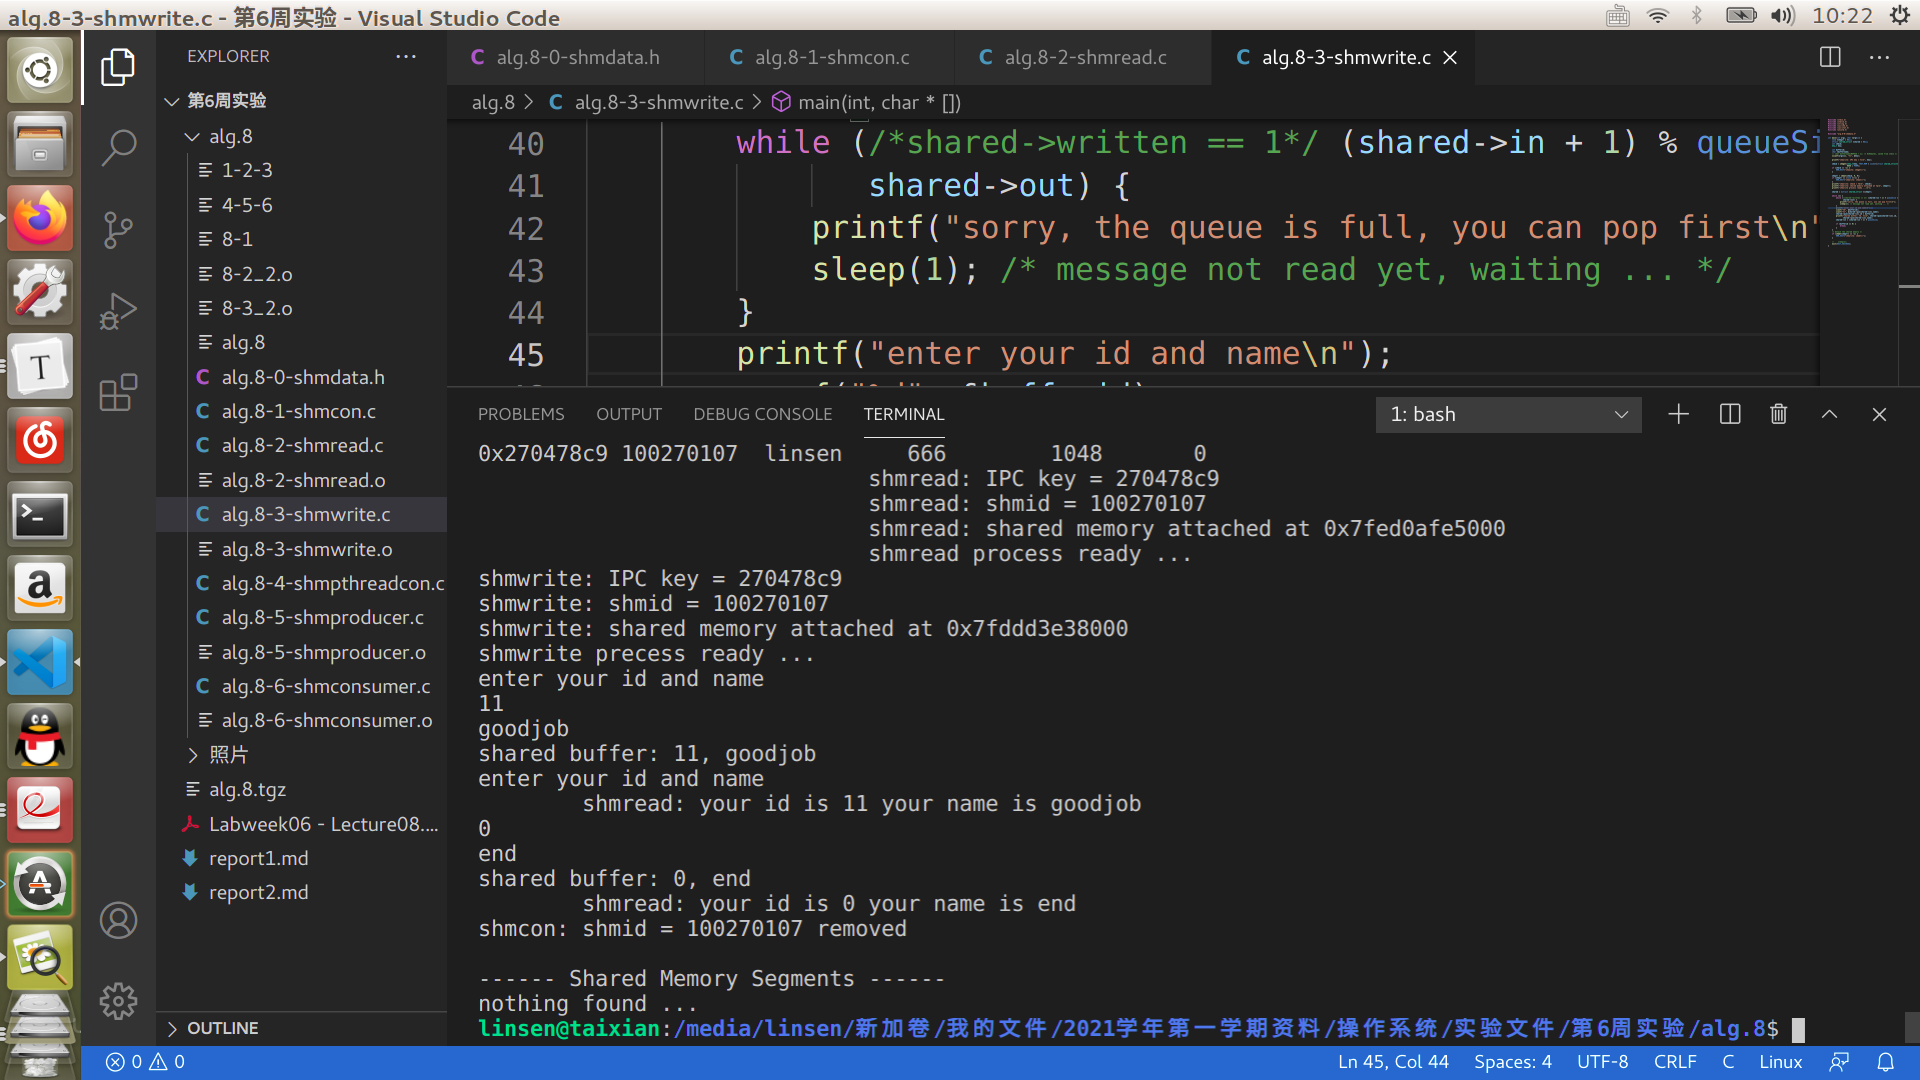 alg.8-3-shmwrite.c - 第6周实验 - Visual Studio Code
10:22
EXPLORER
第6周实验
alg.8
1-2-3
4-5-6
8-1
8-2_2.o
8-3_2.o
alg.8
alg.8-0-shmdata.h
alg.8-1-shmcon.c
alg.8-2-shmread.c
alg.8-2-shmread.o
alg.8-3-shmwrite.c
alg.8-3-shmwrite.o
alg.8-4-shmpthreadcon.c
alg.8-5-shmproducer.c
alg.8-5-shmproducer.o
alg.8-6-shmconsumer.c
alg.8-6-shmconsumer.o
照片
alg.8.tgz
Labweek06 - Lecture08....
report1.md
report2.md
OUTLINE
alg.8-0-shmdata.h
alg.8-1-shmcon.c
alg.8-2-shmread.c
alg.8-3-shmwrite.c
alg.8 > C alg.8-3-shmwrite.c > main(int, char * [])
40 while (/*shared->written == 1*/ (shared->in + 1) % queueSi
41 shared->out) {
42 printf("sorry, the queue is full, you can pop first\n"
43 sleep(1); /* message not read yet, waiting ... */
44 }
45 printf("enter your id and name\n");
PROBLEMS OUTPUT DEBUG CONSOLE TERMINAL 1: bash
0x270478c9 100270107 linsen 666 1048 0
shmread: IPC key = 270478c9
shmread: shmid = 100270107
shmread: shared memory attached at 0x7fed0afe5000
shmread process ready ...
shmwrite: IPC key = 270478c9
shmwrite: shmid = 100270107
shmwrite: shared memory attached at 0x7fddd3e38000
shmwrite precess ready ...
enter your id and name
11
goodjob
shared buffer: 11, goodjob
enter your id and name
shmread: your id is 11 your name is goodjob
0
end
shared buffer: 0, end
shmread: your id is 0 your name is end
shmcon: shmid = 100270107 removed
------ Shared Memory Segments ------
nothing found ...
linsen@taixian:/media/linsen/新加卷/我的文件/2021学年第一学期资料/操作系统/实验文件/第6周实验/alg.8$
0 0
Ln 45, Col 44 Spaces: 4 UTF-8 CRLF C Linux